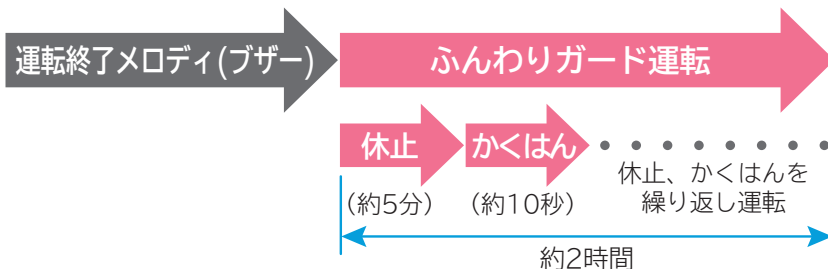 運転終了メロディ(ブザー)
ふんわりガード運転
休止
かくはん
(約5分)
(約10秒)
休止、かくはんを
繰り返し運転
約2時間